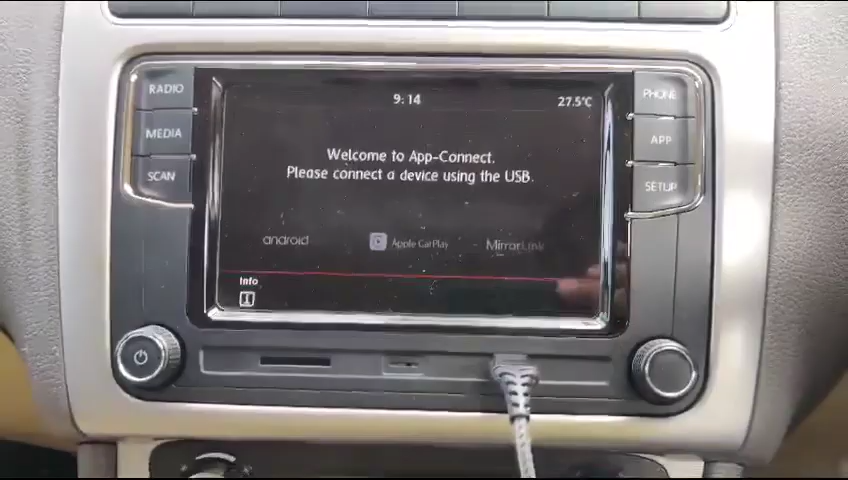 RADIO
MEDIA
SCAN
9:14
27.5°C
Welcome to App-Connect.
Please connect a device using the USB.
android
Apple CarPlay
MirrorLink
Info
PHONE
APP
SETUP